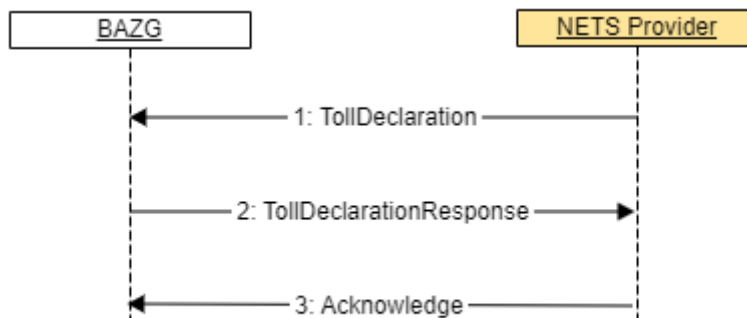 BAZG
NETS Provider
1: TollDeclaration
2: TollDeclarationResponse
3: Acknowledge